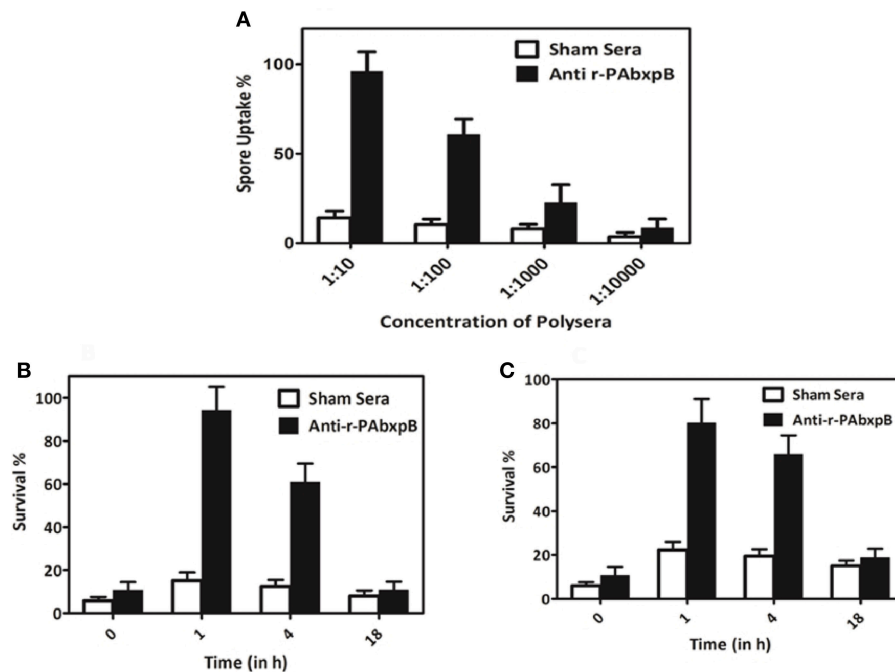 A
Sham Sera
Anti r-PAbxpB
Spore Uptake %
100
50
0
1:10
1:100
1:1000
1:10000
Concentration of Polysera
B
B
Sham Sera
Anti-r-PAbxpB
Survival %
100
80
60
40
20
0
0
1
4
18
Time (in h)
C
C
Sham Sera
Anti-r-PAbxpB
Survival %
100
80
60
40
20
0
0
1
4
18
Time (in h)